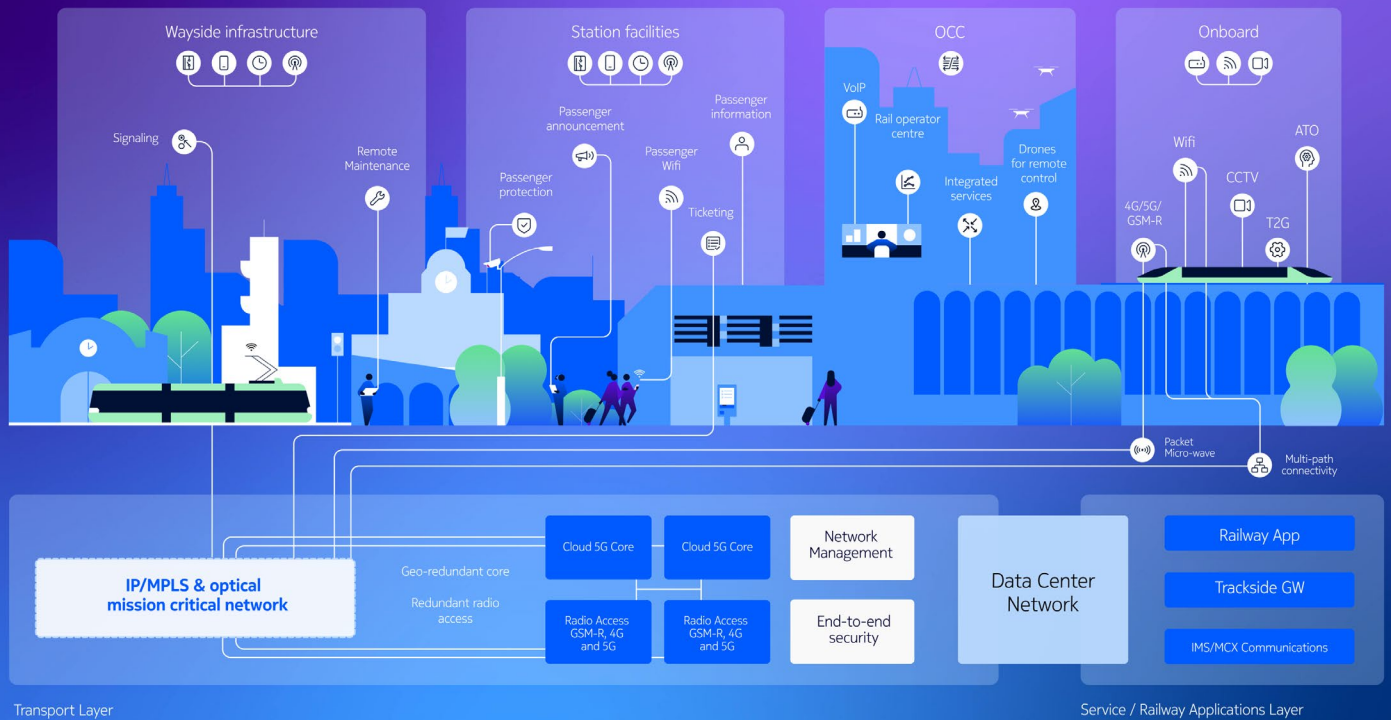 Wayside infrastructure
Station facilities
OCC
Onboard
Signaling
Remote
Maintenance
Passenger
announcement
Passenger
protection
Passenger
Wifi
Ticketing
Passenger
information
VoIP
Rail operator
centre
Integrated
services
Drones
for remote
control
4G/5G/
GSM-R
Wifi
CCTV
T2G
ATO
Packet
Micro-wave
Multi-path
connectivity
IP/MPLS & optical
mission critical network
Geo-redundant core
Redundant radio
access
Cloud 5G Core
Cloud 5G Core
Radio Access
GSM-R, 4G
and 5G
Radio Access
GSM-R, 4G
and 5G
Network
Management
End-to-end
security
Data Center
Network
Railway App
Trackside GW
IMS/MCX Communications
Transport Layer
Service / Railway Applications Layer